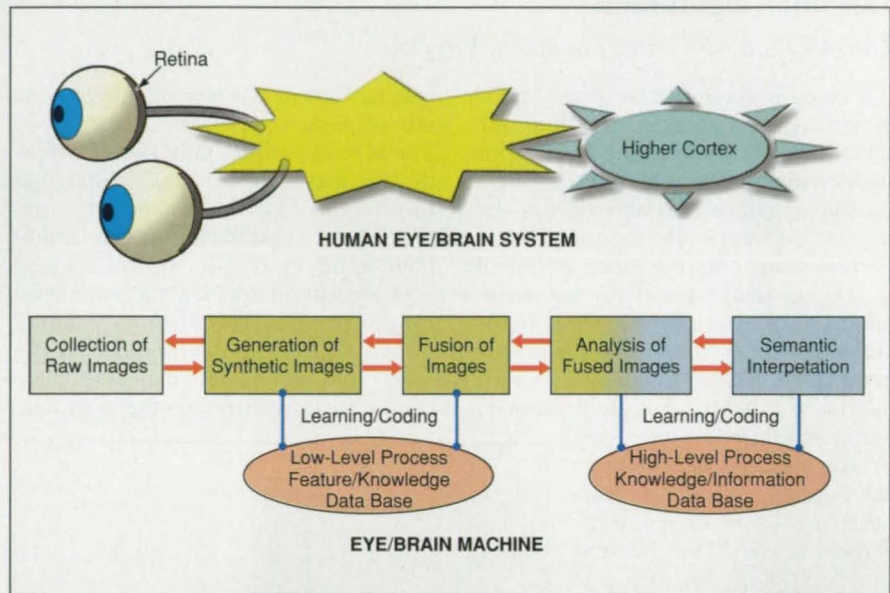 Retina
Higher Cortex
HUMAN EYE/BRAIN SYSTEM
Collection of
Raw Images
Generation of
Synthetic Images
Fusion of
Images
Analysis of
Fused Images
Semantic
Interpetation
Learning/Coding
Learning/Coding
Low-Level Process
Feature/Knowledge
Data Base
High-Level Process
Knowledge/Information
Data Base
EYE/BRAIN MACHINE